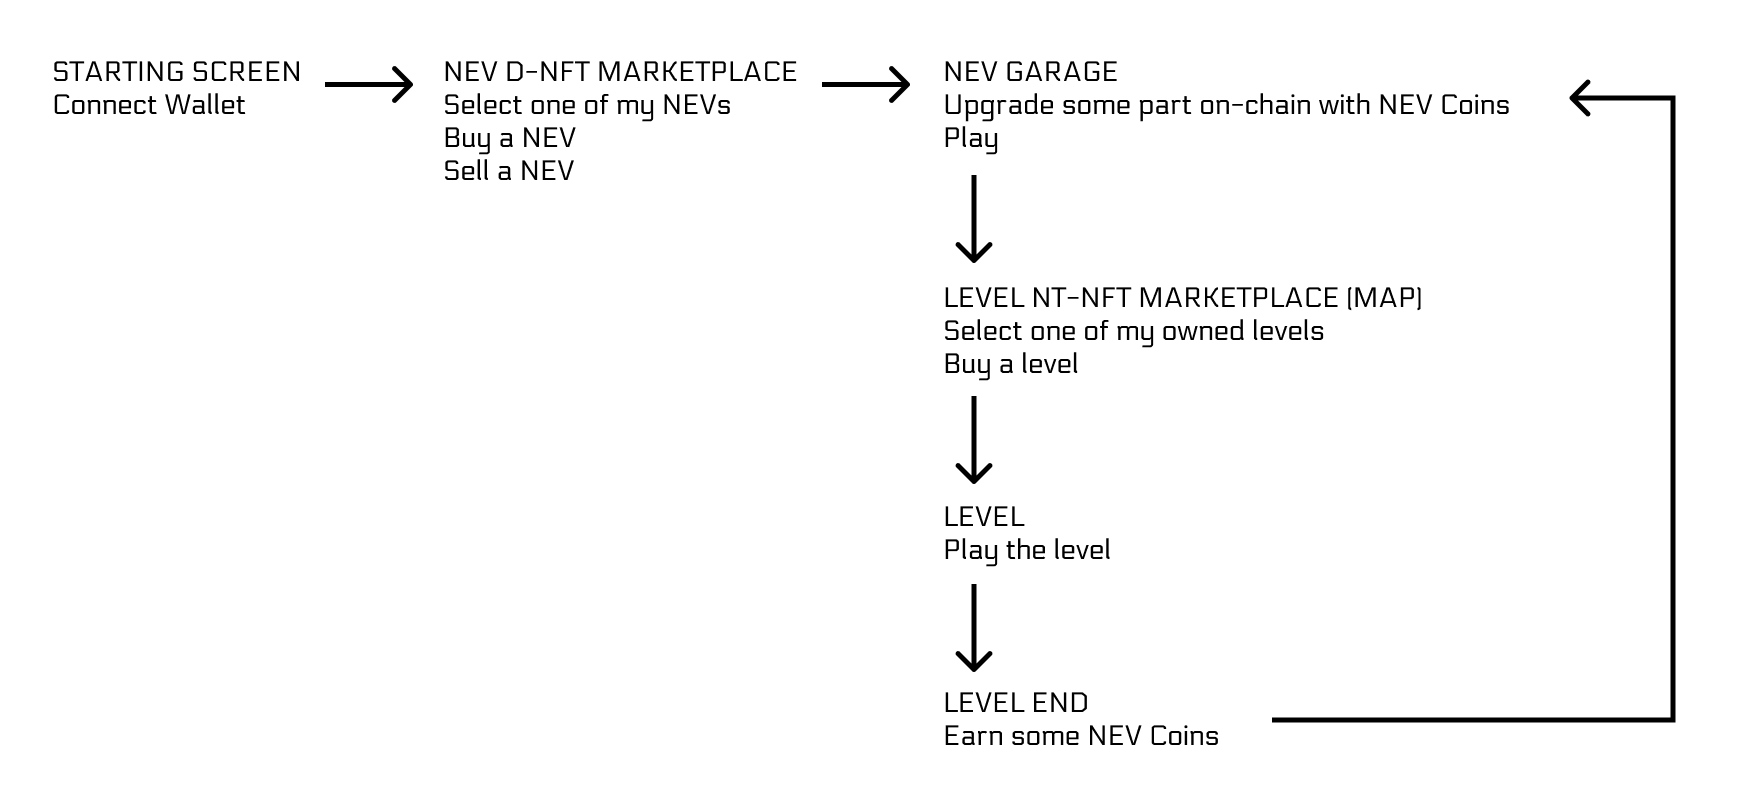 STARTING SCREEN
Connect Wallet
NEV D-NFT MARKETPLACE
Select one of my NEVs
Buy a NEV
Sell a NEV
NEV GARAGE
Upgrade some part on-chain with NEV Coins
Play
LEVEL NT-NFT MARKETPLACE (MAP)
Select one of my owned levels
Buy a level
LEVEL
Play the level
LEVEL END
Earn some NEV Coins